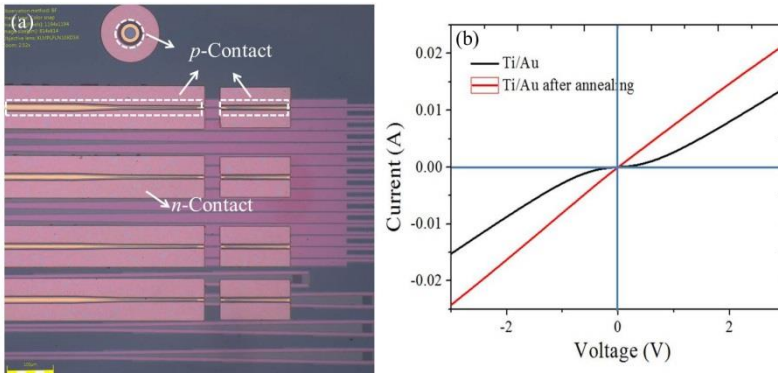 (a)
p-Contact
n-Contact
(b)
Ti/Au
Ti/Au after annealing
0.02
0.01
0.00
-0.01
-0.02
Current (A)
-2
0
2
Voltage (V)